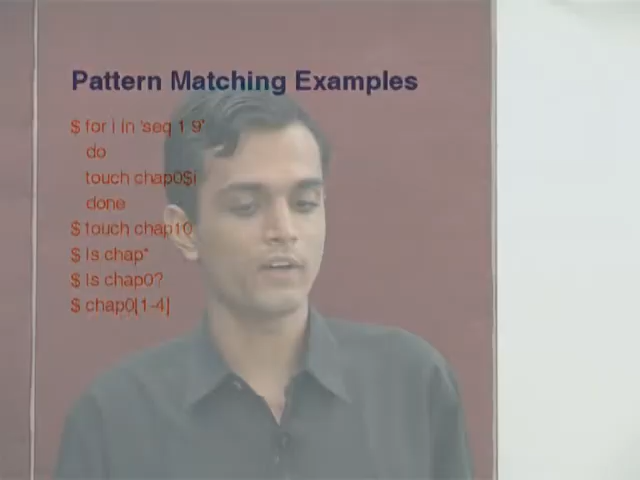 Pattern Matching Examples
$ for i in 'seq 1 9'
do
touch chap0$i
done
$ touch chap10
$ ls chap*
$ ls chap0?
$ chap0[1-4]